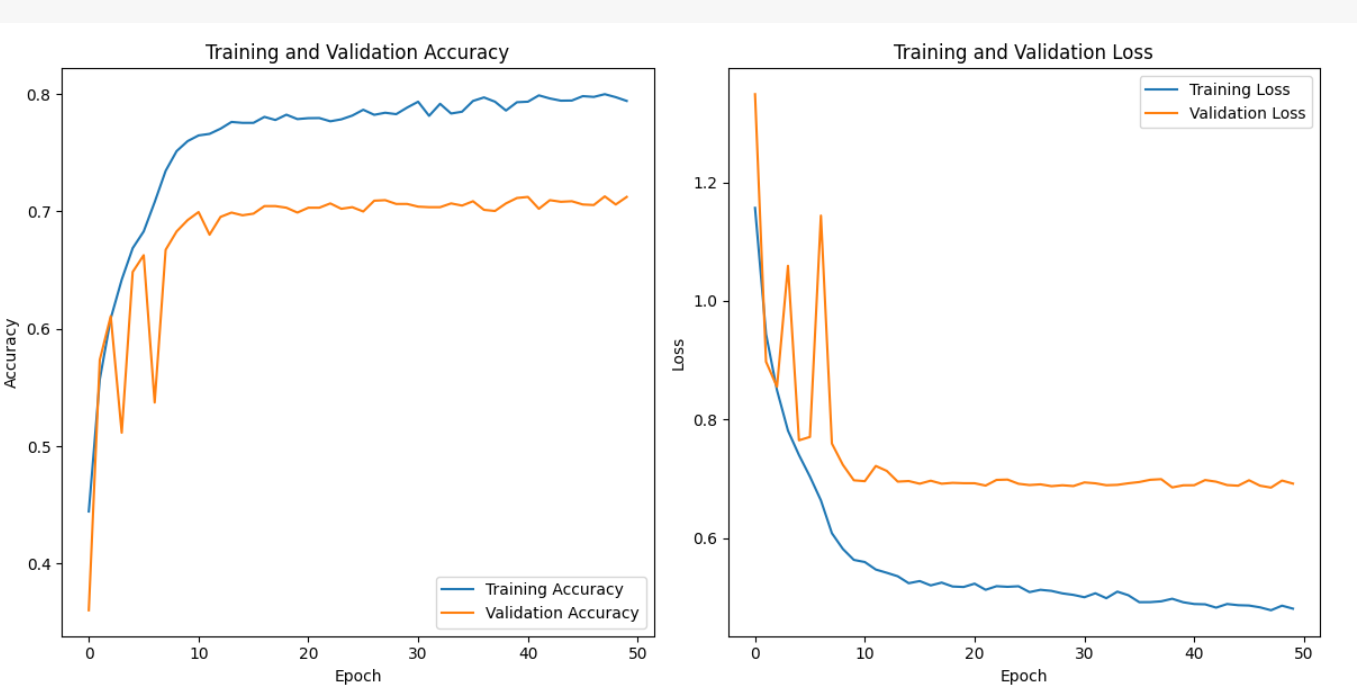 Training and Validation Accuracy
0.8
0.7
0.6
0.5
0.4
Accuracy
0
10
20
30
40
50
Epoch
Training Accuracy
Validation Accuracy
Training and Validation Loss
1.2
1.0
0.8
0.6
Loss
0
10
20
30
40
50
Epoch
Training Loss
Validation Loss